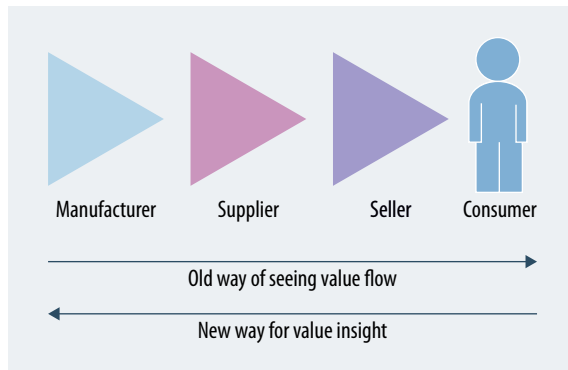 Manufacturer Supplier Seller Consumer
Old way of seeing value flow
New way for value insight